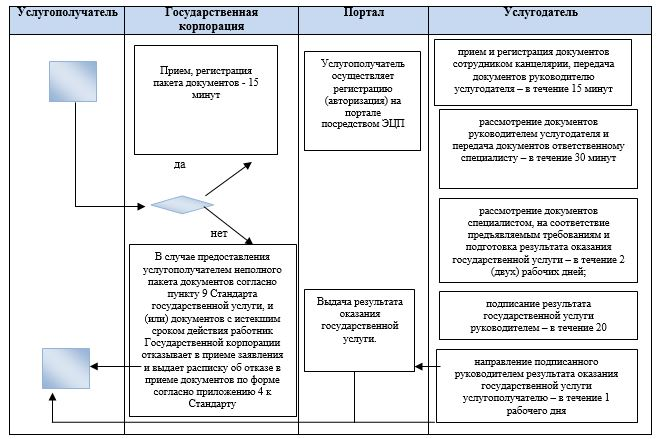 Услугополучатель
Государственная
корпорация
Портал
Услугодатель
Прием, регистрация
пакета документов - 15
минут
Услугополучатель
осуществляет
регистрацию
(авторизация) на
портале
посредством ЭЦП
прием и регистрация документов
сотрудником канцелярии, передача
документов руководителю
услугодателя – в течение 15 минут
рассмотрение документов
руководителем услугодателя и
передача документов ответственному
специалисту – в течение 30 минут
да
нет
рассмотрение документов
специалистом, на соответствие
предъявляемым требованиям и
подготовка результата оказания
государственной услуги – в течение 2
(двух) рабочих дней;
В случае предоставления
услугополучателем неполного
пакета документов согласно
пункту 9 Стандарта
государственной услуги, и
(или) документов с истекшим
сроком действия работник
Государственной корпорации
отказывает в приеме заявления
и выдает расписку об отказе в
приеме документов по форме
согласно приложению 4 к
Стандарту
Выдача результата
оказания
государственной
услуги.
подписание результата
государственной услуги
руководителем – в течение 20
направление подписанного
руководителем результата оказания
государственной услуги
услугополучателю – в течение 1
рабочего дня